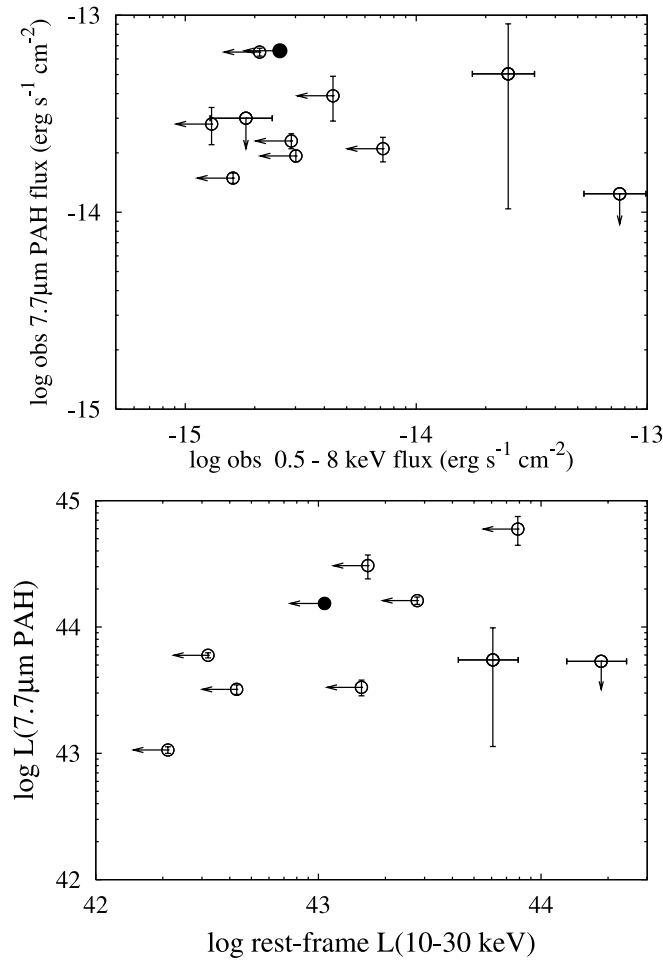 -13
-14
-15
log obs 7.7μm PAH flux (erg s⁻¹ cm⁻²)
-15 -14 -13
log obs 0.5 - 8 keV flux (erg s⁻¹ cm⁻²)
45
44
43
42
log L(7.7μm PAH)
42 43 44
log rest-frame L(10-30 keV)